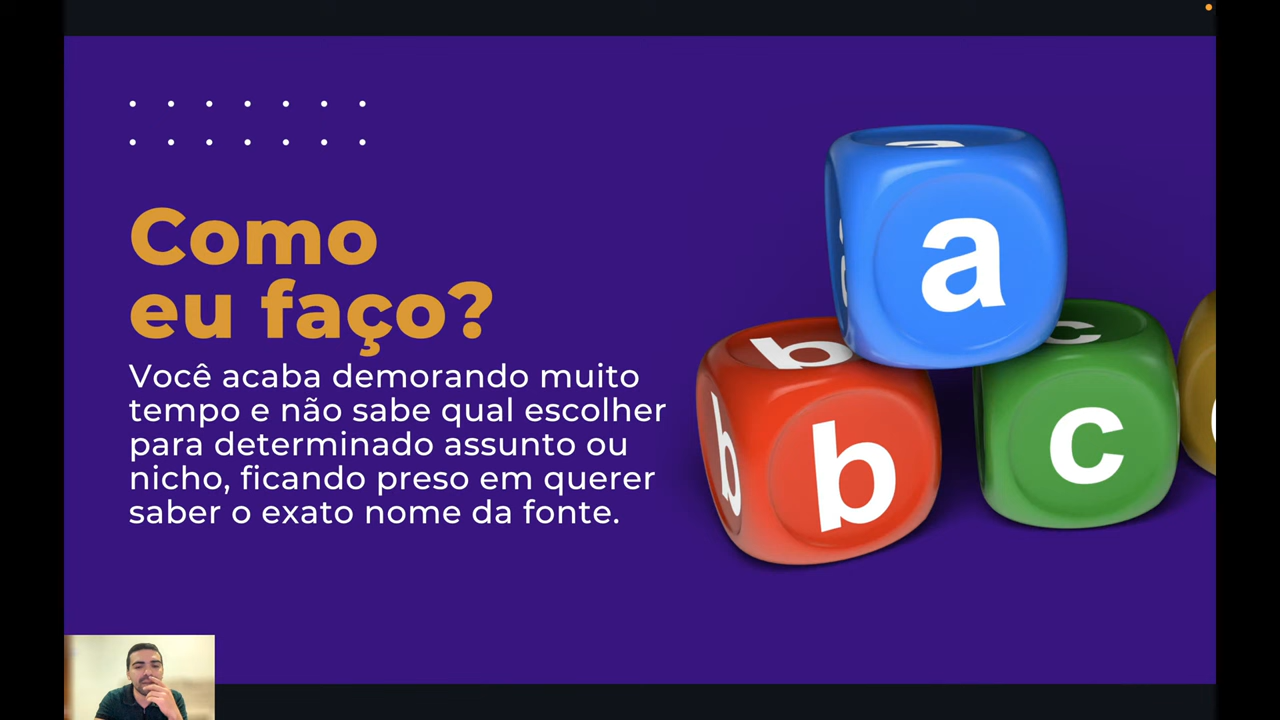 Como
eu faço?
Você acaba demorando muito
tempo e não sabe qual escolher
para determinado assunto ou
nicho, ficando preso em querer
saber o exato nome da fonte.
a
a
b
b
b
c
c